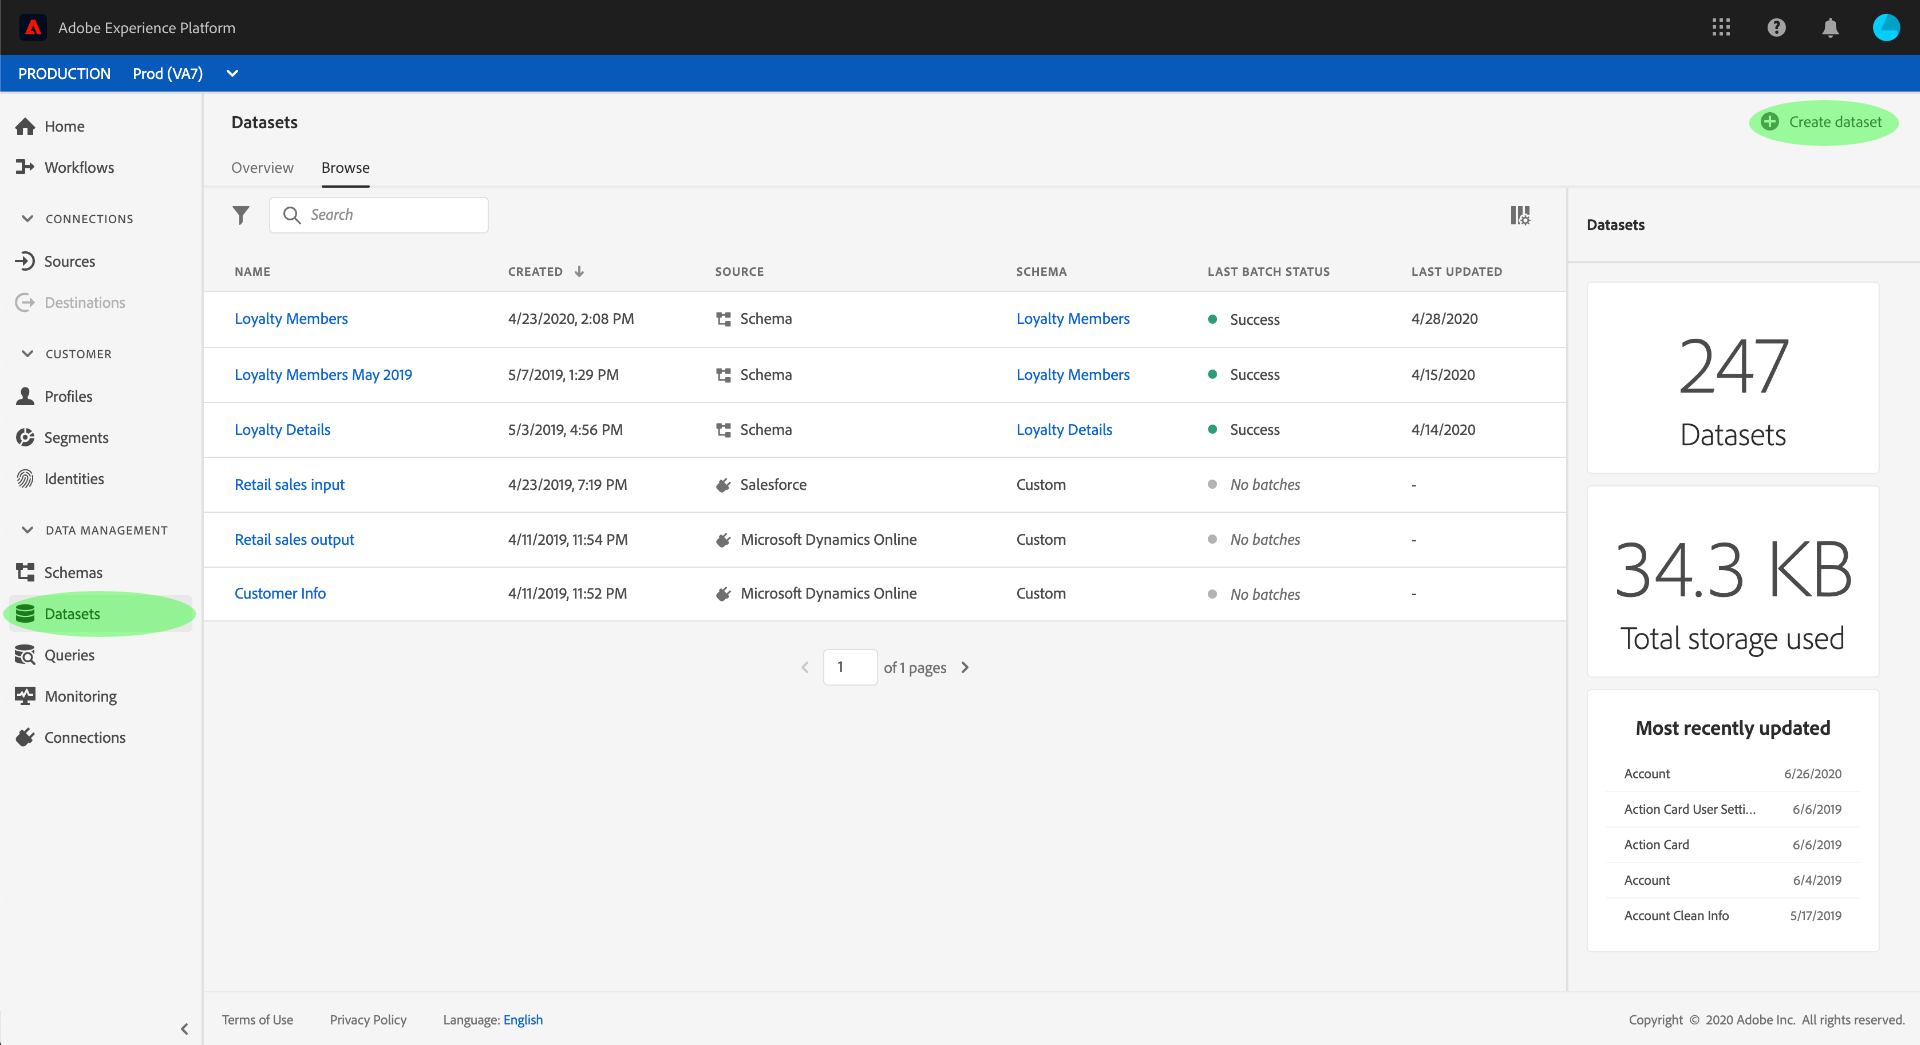 Adobe Experience Platform
PRODUCTION Prod (VA7)
Home
Workflows
CONNECTIONS
Sources
Destinations
CUSTOMER
Profiles
Segments
Identities
DATA MANAGEMENT
Schemas
Datasets
Queries
Monitoring
Connections
Datasets
Create dataset
Overview Browse
Search
NAME CREATED SOURCE SCHEMA LAST BATCH STATUS LAST UPDATED
Loyalty Members 4/23/2020, 2:08 PM Schema Loyalty Members Success 4/28/2020
Loyalty Members May 2019 5/7/2019, 1:29 PM Schema Loyalty Members Success 4/15/2020
Loyalty Details 5/3/2019, 4:56 PM Schema Loyalty Details Success 4/14/2020
Retail sales input 4/23/2019, 7:19 PM Salesforce Custom No batches -
Retail sales output 4/11/2019, 11:54 PM Microsoft Dynamics Online Custom No batches -
Customer Info 4/11/2019, 11:52 PM Microsoft Dynamics Online Custom No batches -
1 of 1 pages
Datasets
247
Datasets
34.3 KB
Total storage used
Most recently updated
Account 6/26/2020
Action Card User Setti... 6/6/2019
Action Card 6/6/2019
Account 6/4/2019
Account Clean Info 5/17/2019
Terms of Use Privacy Policy Language: English
Copyright © 2020 Adobe Inc. All rights reserved.